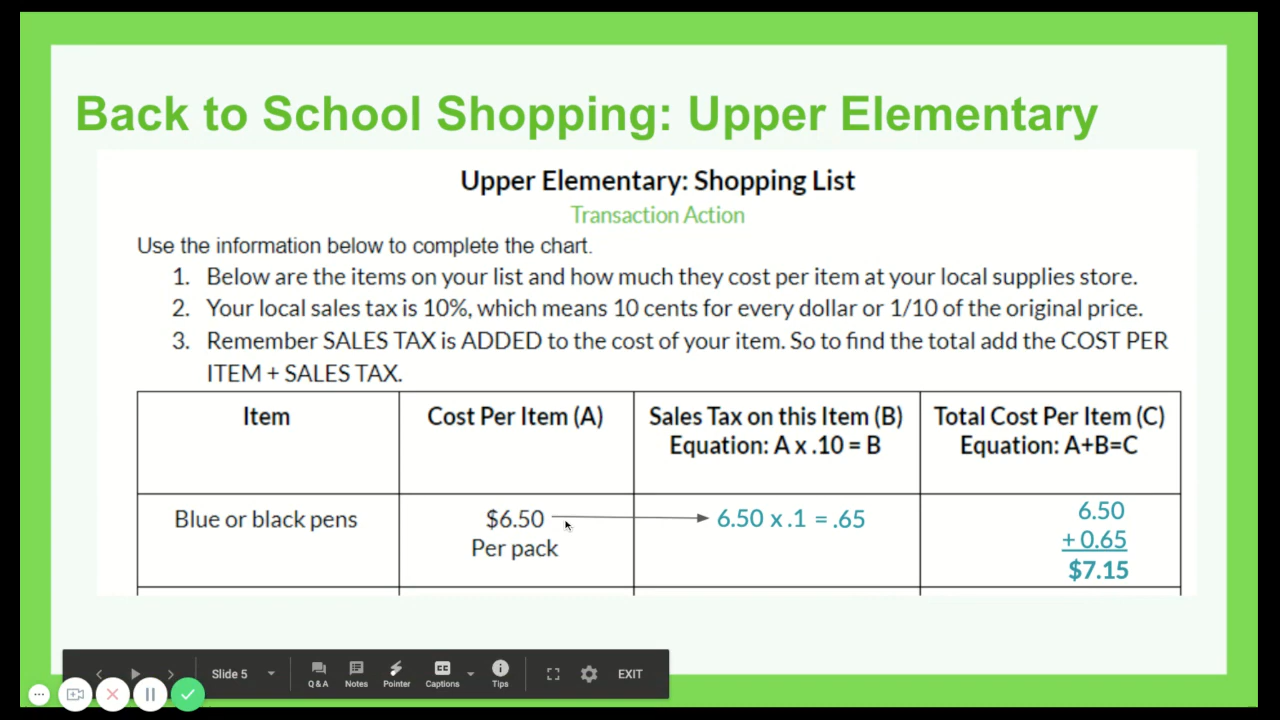 Back to School Shopping: Upper Elementary
Upper Elementary: Shopping List
Transaction Action
Use the information below to complete the chart.
1. Below are the items on your list and how much they cost per item at your local supplies store.
2. Your local sales tax is 10%, which means 10 cents for every dollar or 1/10 of the original price.
3. Remember SALES TAX is ADDED to the cost of your item. So to find the total add the COST PER
ITEM + SALES TAX.
Item
Cost Per Item (A)
Sales Tax on this Item (B)
Equation: A x .10 = B
Total Cost Per Item (C)
Equation: A+B=C
Blue or black pens
$6.50
Per pack
6.50 x .1 = .65
6.50
+ 0.65
$7.15
Slide 5
Q & A
Notes
Pointer
CC
Captions
Tips
EXIT